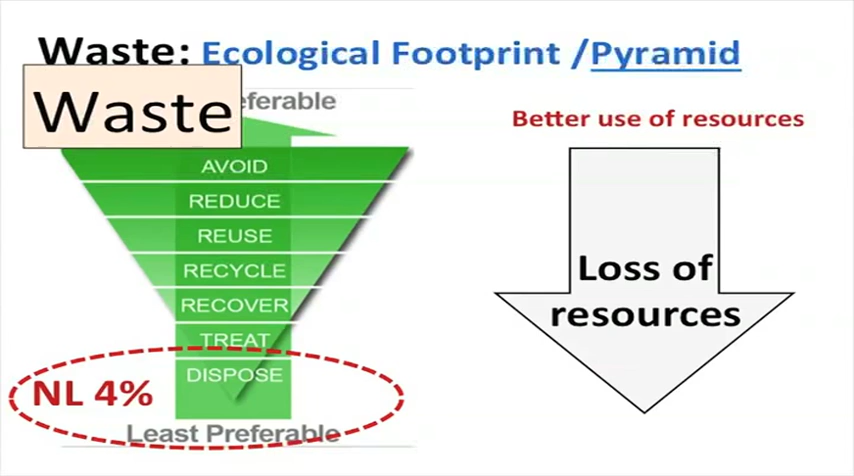 Waste: Ecological Footprint /Pyramid
Waste
eferable
AVOID
REDUCE
REUSE
RECYCLE
RECOVER
TREAT
DISPOSE
NL 4%
Least Preferable
Better use of resources
Loss of
resources